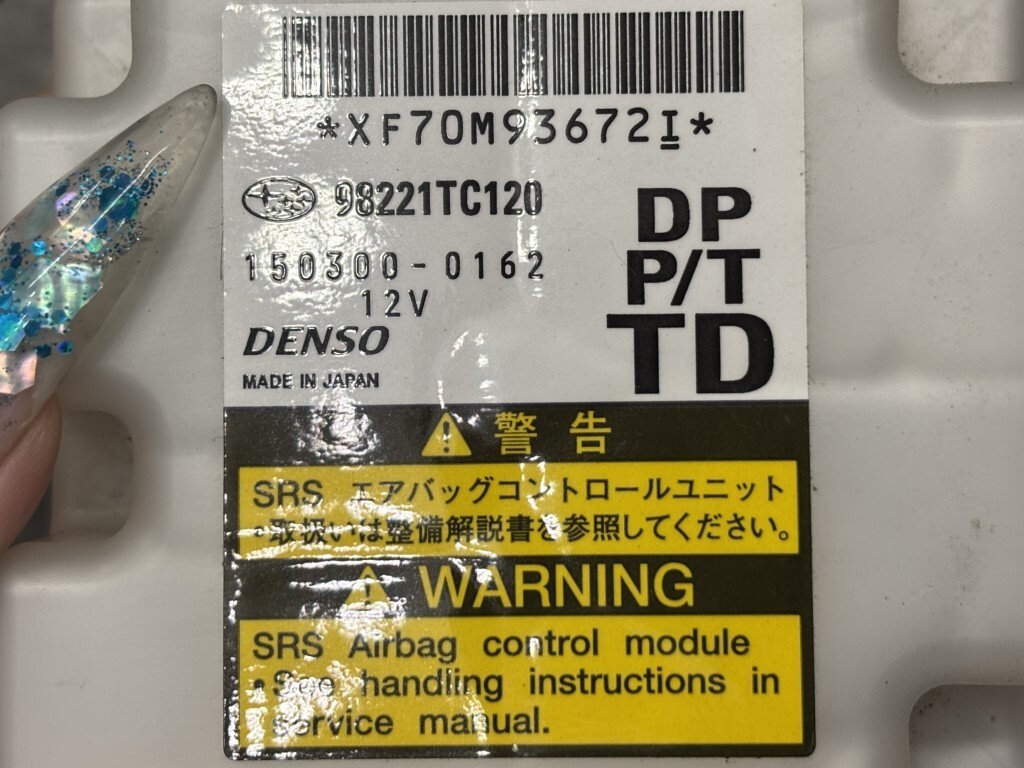 *XF70M93672I*
98221TC120
150300-0162
12V
DENSO
MADE IN JAPAN
DP
P/T
TD
警告
SRS エアバッグコントロールユニット
•取扱いは整備解説書を参照してください。
WARNING
SRS Airbag control module
•See handling instructions in
service manual.